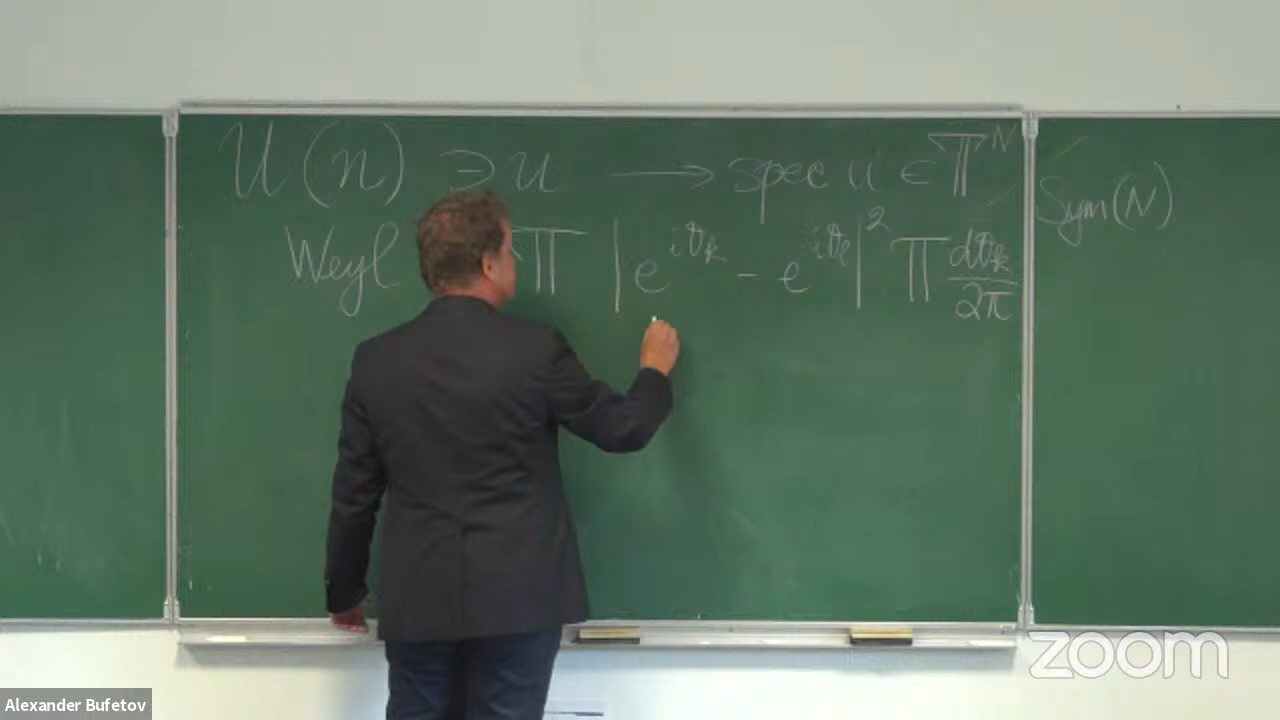 U(n) ∋ u ⟶ spec u ∈ 𝕋^N
Sym(N)
Weyl ∏ |e^{iϑ_k} - e^{iϑ_l}|^2 ∏ dϑ_k/2π
zoom
Alexander Bufetov